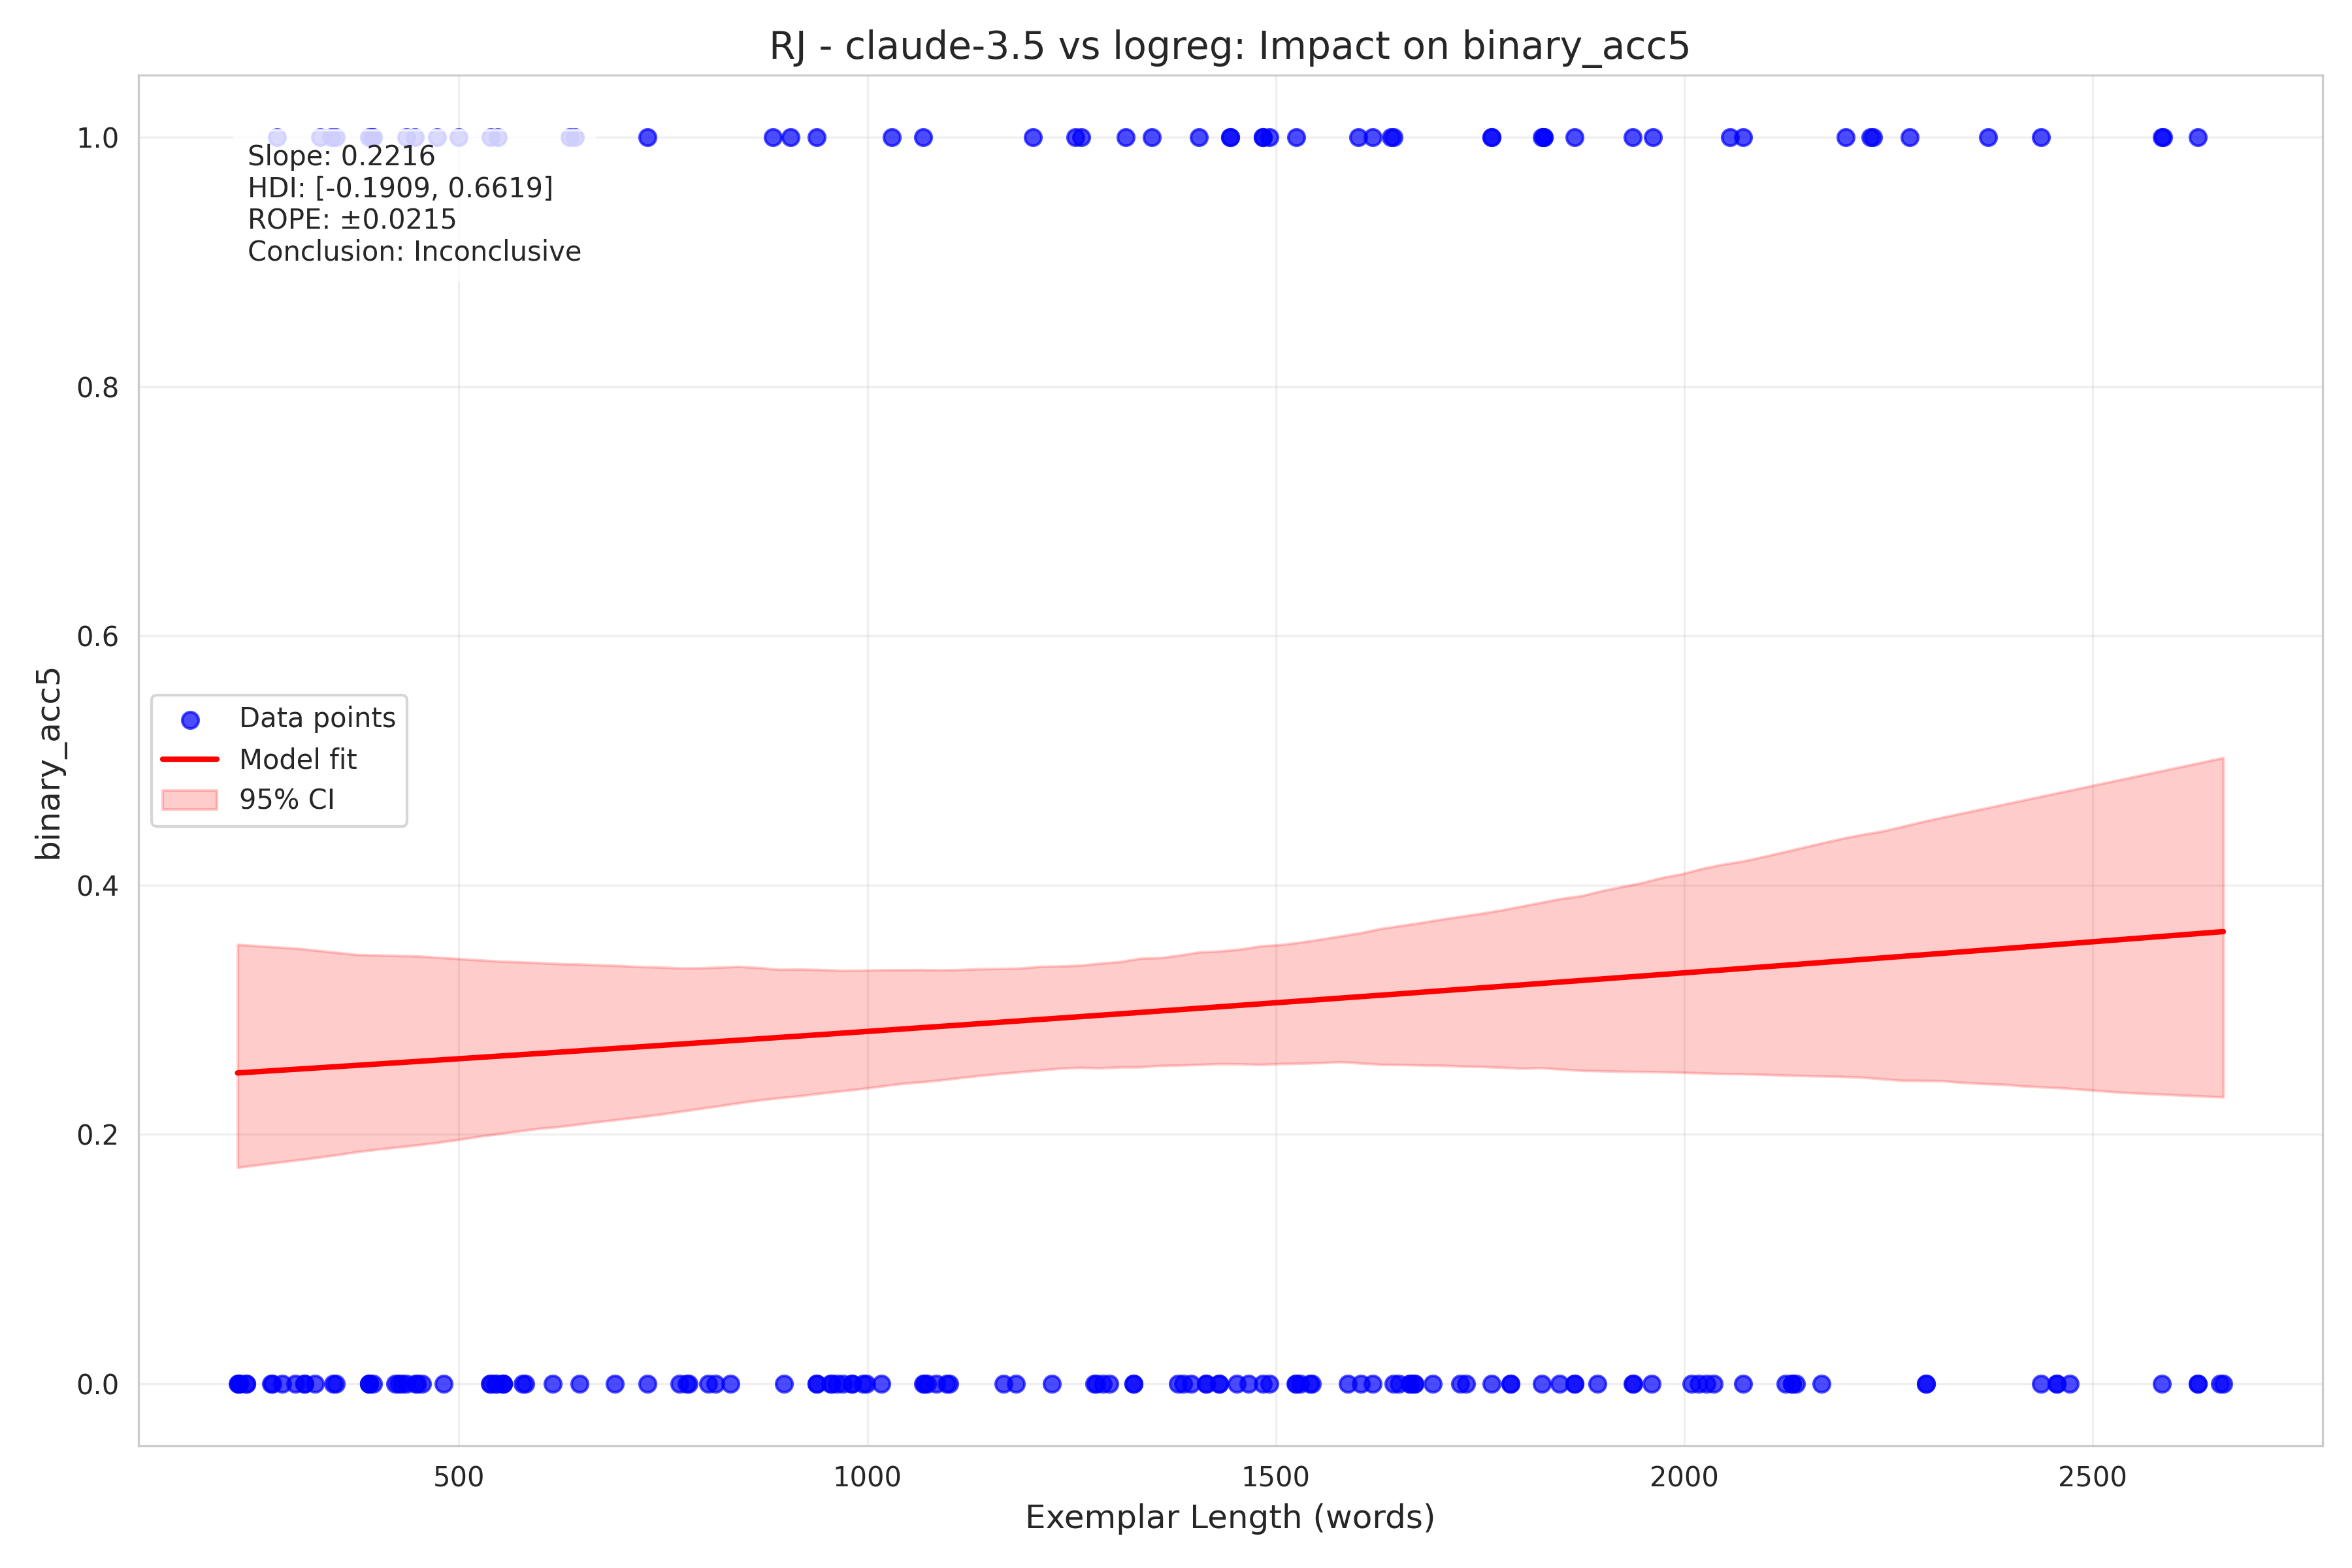 RJ - claude-3.5 vs logreg: Impact on binary_acc5
1.0
Slope: 0.2216
HDI: [-0.1909, 0.6619]
ROPE: ±0.0215
Conclusion: Inconclusive
0.8
0.6
binary_acc5
Data points
Model fit
95% CI
0.4
0.2
0.0
500
1000
1500
2000
2500
Exemplar Length (words)